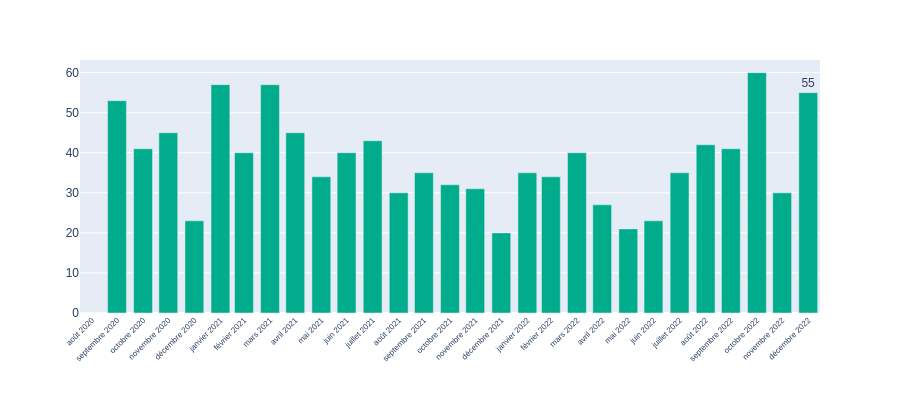 60
55
50
40
30
20
10
0
août 2020
septembre 2020
octobre 2020
novembre 2020
décembre 2020
janvier 2021
février 2021
mars 2021
avril 2021
mai 2021
juin 2021
juillet 2021
août 2021
septembre 2021
octobre 2021
novembre 2021
décembre 2021
janvier 2022
février 2022
mars 2022
avril 2022
mai 2022
juin 2022
juillet 2022
août 2022
septembre 2022
octobre 2022
novembre 2022
décembre 2022